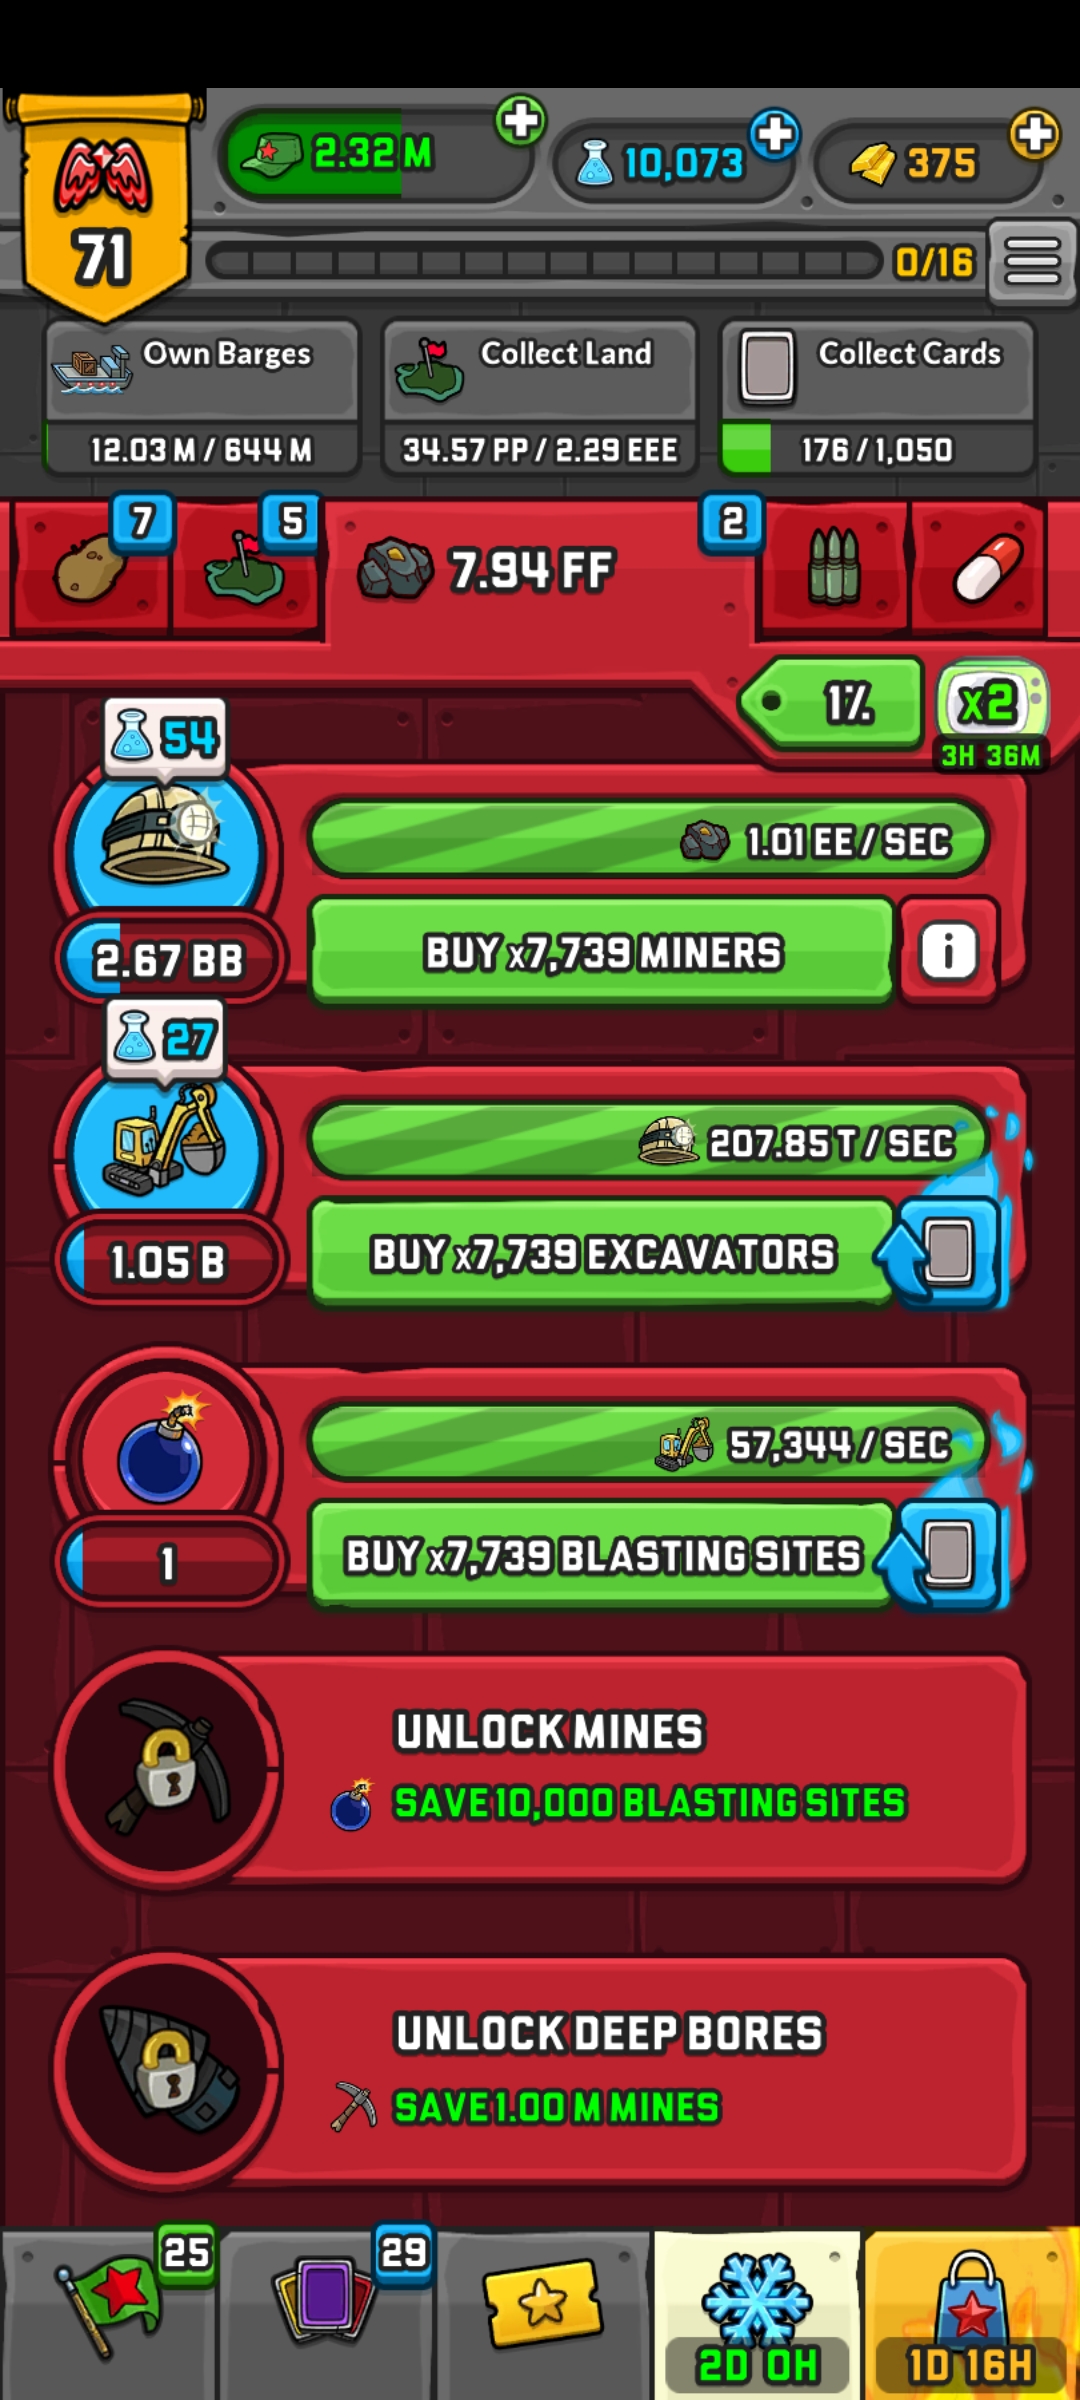 71
2.32 M
10,073
375
0/16
Own Barges
12.03 M / 644 M
Collect Land
34.57 PP / 2.29 EEE
Collect Cards
176 / 1,050
7
5
7.94 FF
2
1%
x2
3H 36M
54
1.01 EE / SEC
2.67 BB
BUY x7,739 MINERS
i
27
207.85 T / SEC
1.05 B
BUY x7,739 EXCAVATORS
57,344 / SEC
1
BUY x7,739 BLASTING SITES
UNLOCK MINES
SAVE 10,000 BLASTING SITES
UNLOCK DEEP BORES
SAVE 1.00 M MINES
25
29
2D 0H
1D 16H